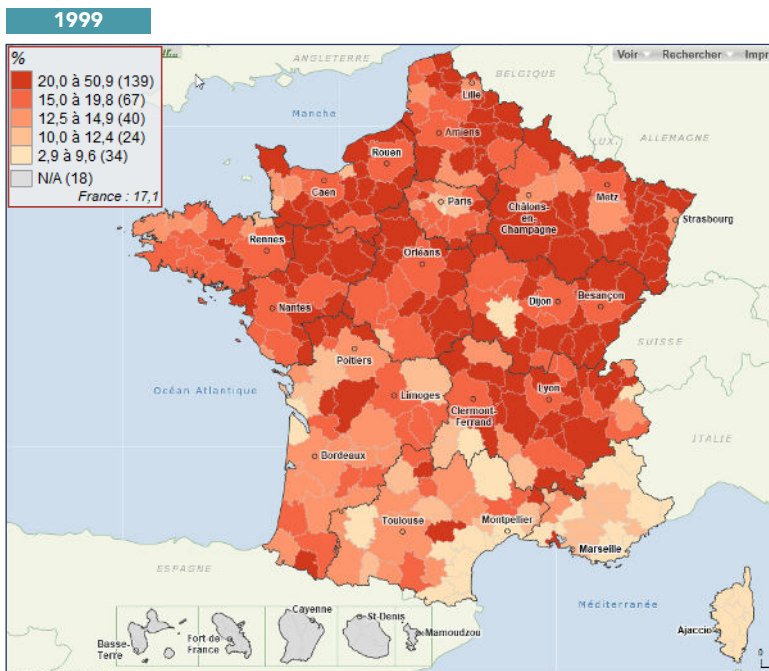 1999
%
20,0 à 50,9 (139)
15,0 à 19,8 (67)
12,5 à 14,9 (40)
10,0 à 12,4 (24)
2,9 à 9,6 (34)
N/A (18)
France : 17,1
Voir
Rechercher
Impr
ANGLETERRE
BELGIQUE
Lille
Manche
LUX.
ALLEMAGNE
Amiens
Rouen
Caen
Paris
Châlons-
en-
Champagne
Metz
Strasbourg
Rennes
Orléans
Nantes
Dijon
Besançon
SUISSE
Poitiers
Océan Atlantique
Limoges
Clermont-
Ferrand
Lyon
ITALIE
Bordeaux
Toulouse
Montpellier
Marseille
ESPAGNE
Méditerranée
Cayenne
St-Denis
Basse-
Terre
Fort-de
France
Mamoudzou
Ajaccio
0